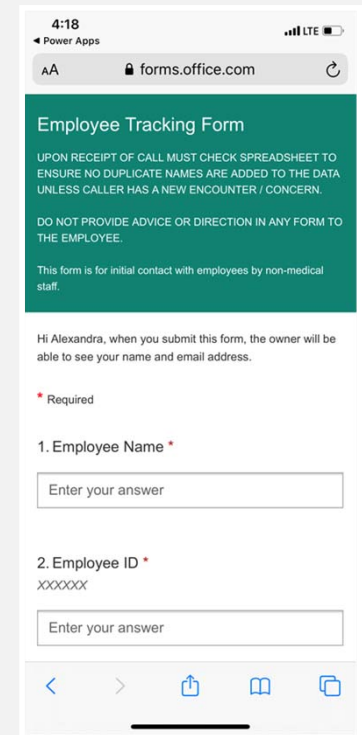 4:18
◀ Power Apps
LTE
AA
forms.office.com
Employee Tracking Form
UPON RECEIPT OF CALL MUST CHECK SPREADSHEET TO
ENSURE NO DUPLICATE NAMES ARE ADDED TO THE DATA
UNLESS CALLER HAS A NEW ENCOUNTER / CONCERN.
DO NOT PROVIDE ADVICE OR DIRECTION IN ANY FORM TO
THE EMPLOYEE.
This form is for initial contact with employees by non-medical
staff.
Hi Alexandra, when you submit this form, the owner will be
able to see your name and email address.
* Required
1. Employee Name *
Enter your answer
2. Employee ID *
XXXXXX
Enter your answer